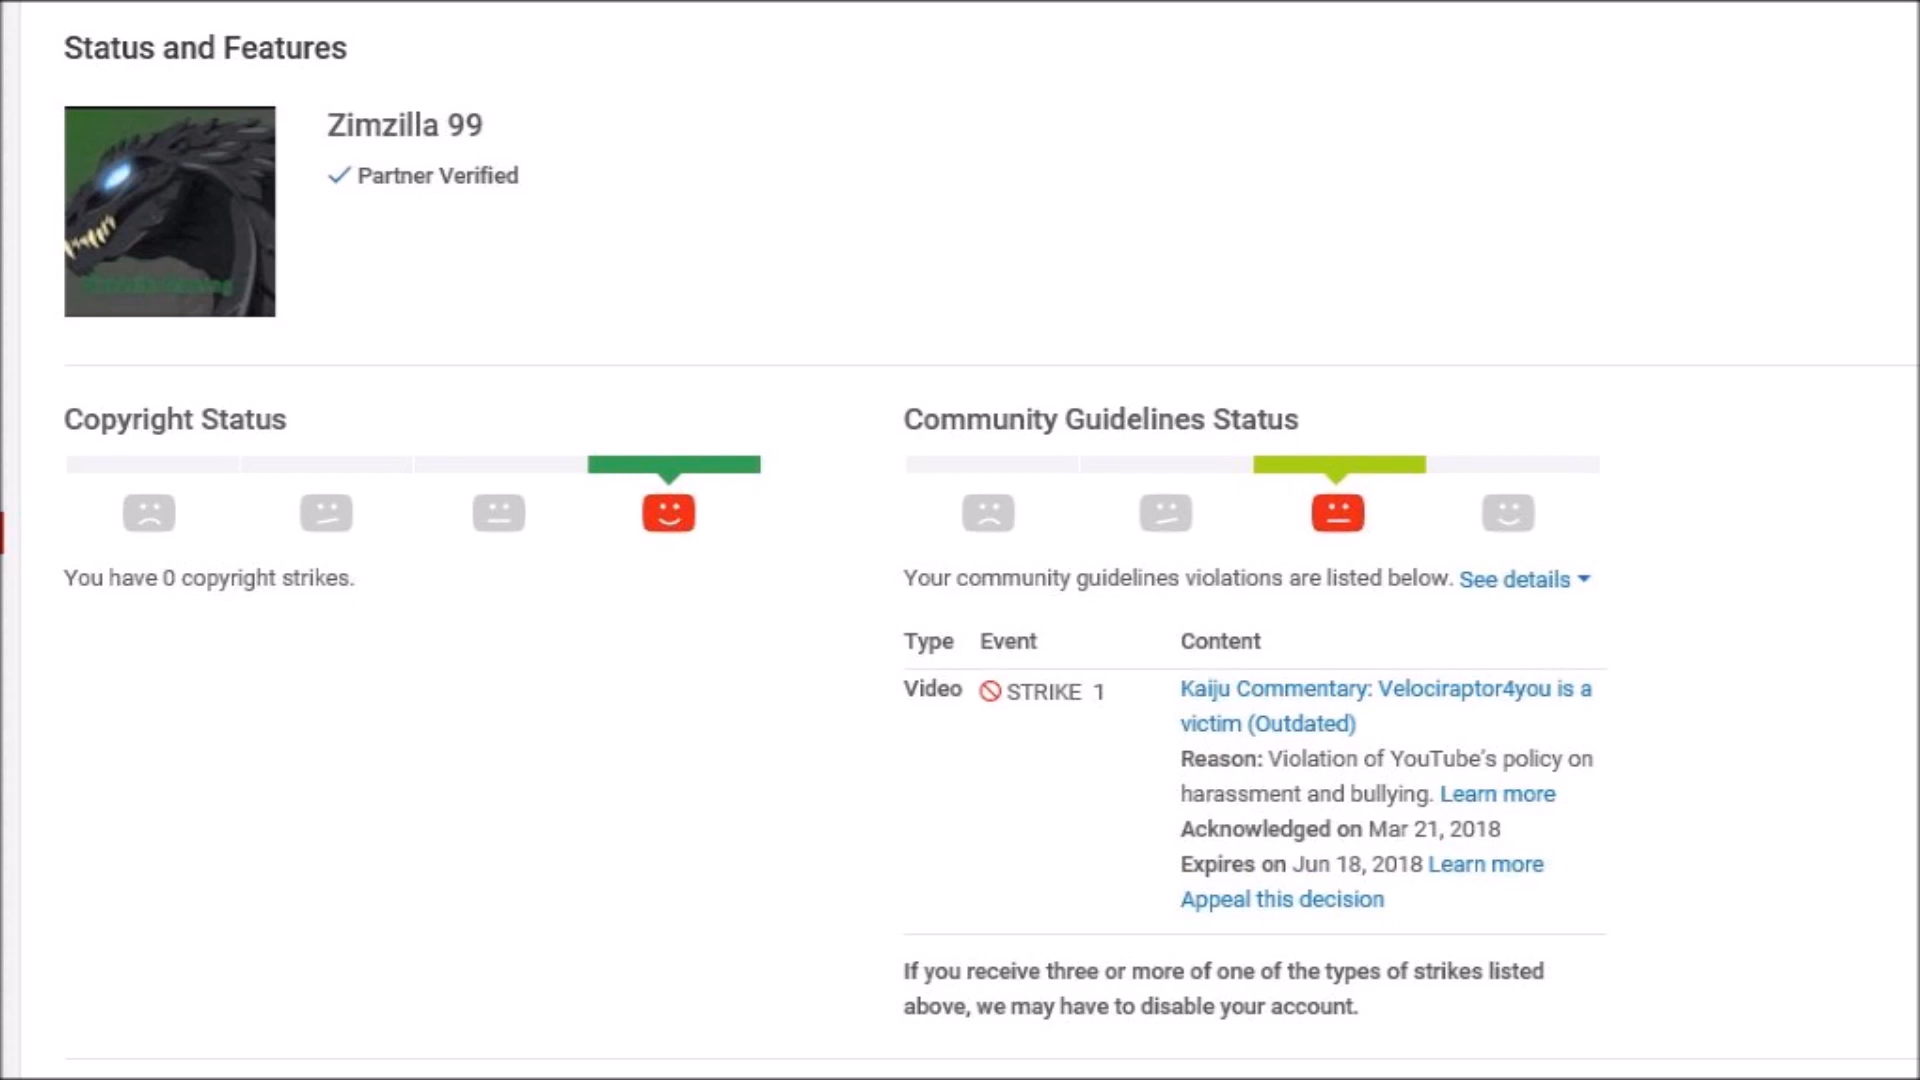 Status and Features
Zimzilla 99
Partner Verified
Copyright Status
You have 0 copyright strikes.
Community Guidelines Status
Your community guidelines violations are listed below. See details
Type Event Content
Video STRIKE 1 Kaiju Commentary: Velociraptor4you is a
victim (Outdated)
Reason: Violation of YouTube's policy on
harassment and bullying. Learn more
Acknowledged on Mar 21, 2018
Expires on Jun 18, 2018 Learn more
Appeal this decision
If you receive three or more of one of the types of strikes listed
above, we may have to disable your account.